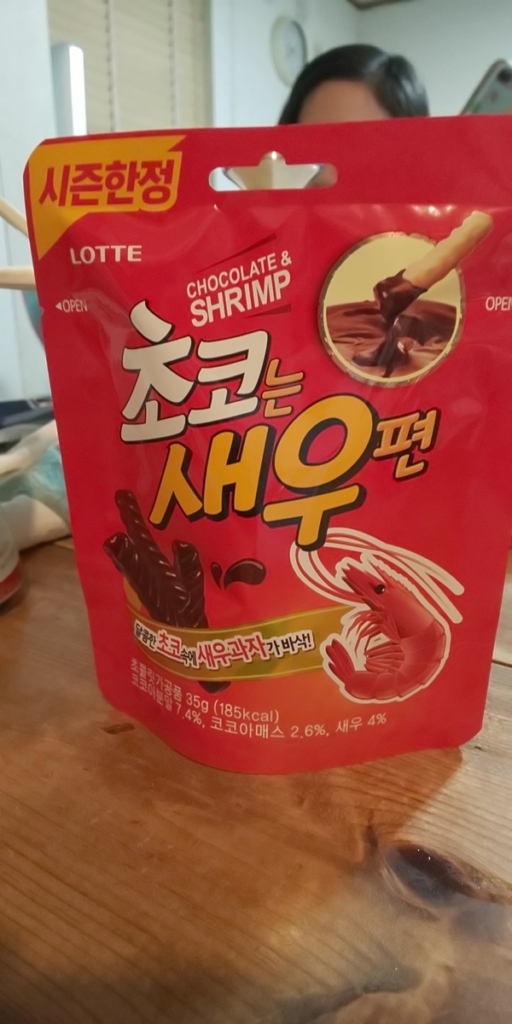 시즌한정
LOTTE
CHOCOLATE &
SHRIMP
◄OPEN
OPEN
초코는
새우편
달콤한 초코속에 새우과자가 바삭!
초콜릿가공품 35g (185kcal)
코코아분말 7.4%, 코코아매스 2.6%, 새우 4%